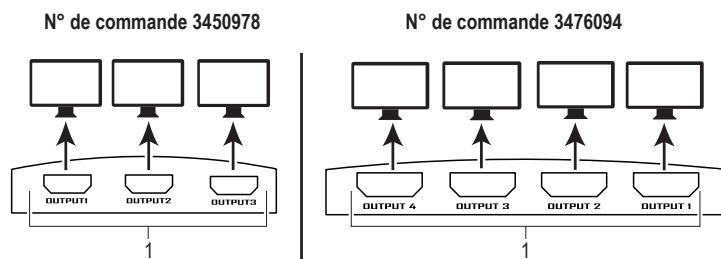 N° de commande 3450978
OUTPUT1 OUTPUT2 OUTPUT3
1
N° de commande 3476094
OUTPUT 4 OUTPUT 3 OUTPUT 2 OUTPUT 1
1